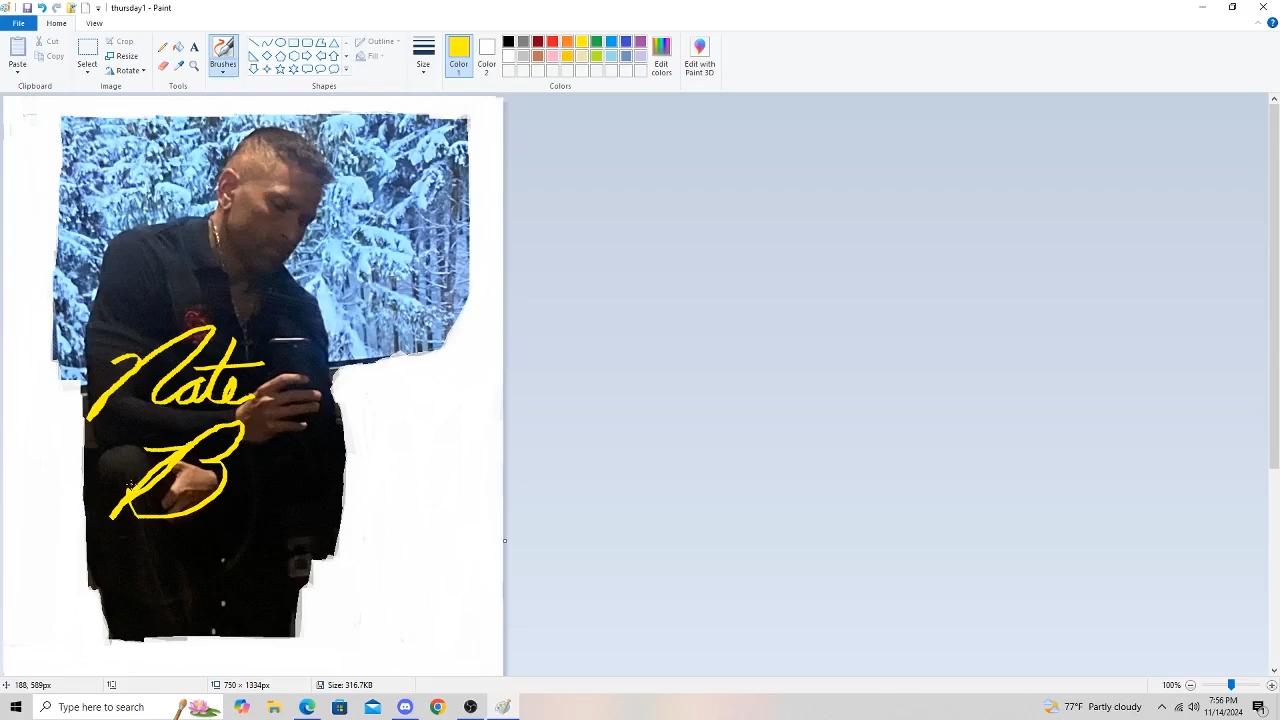 thursday1 - Paint
File
Home
View
Paste
Cut
Copy
Clipboard
Select
Crop
Resize
Rotate
Image
A
Tools
Brushes
Outline
Fill
Shapes
Size
Color
1
Color
2
Edit
colors
Edit with
Paint 3D
Colors
Nate
B
188, 589px
750 × 1334px
Size: 316.7KB
100%
Type here to search
77°F Partly cloudy
7:56 PM
11/14/2024